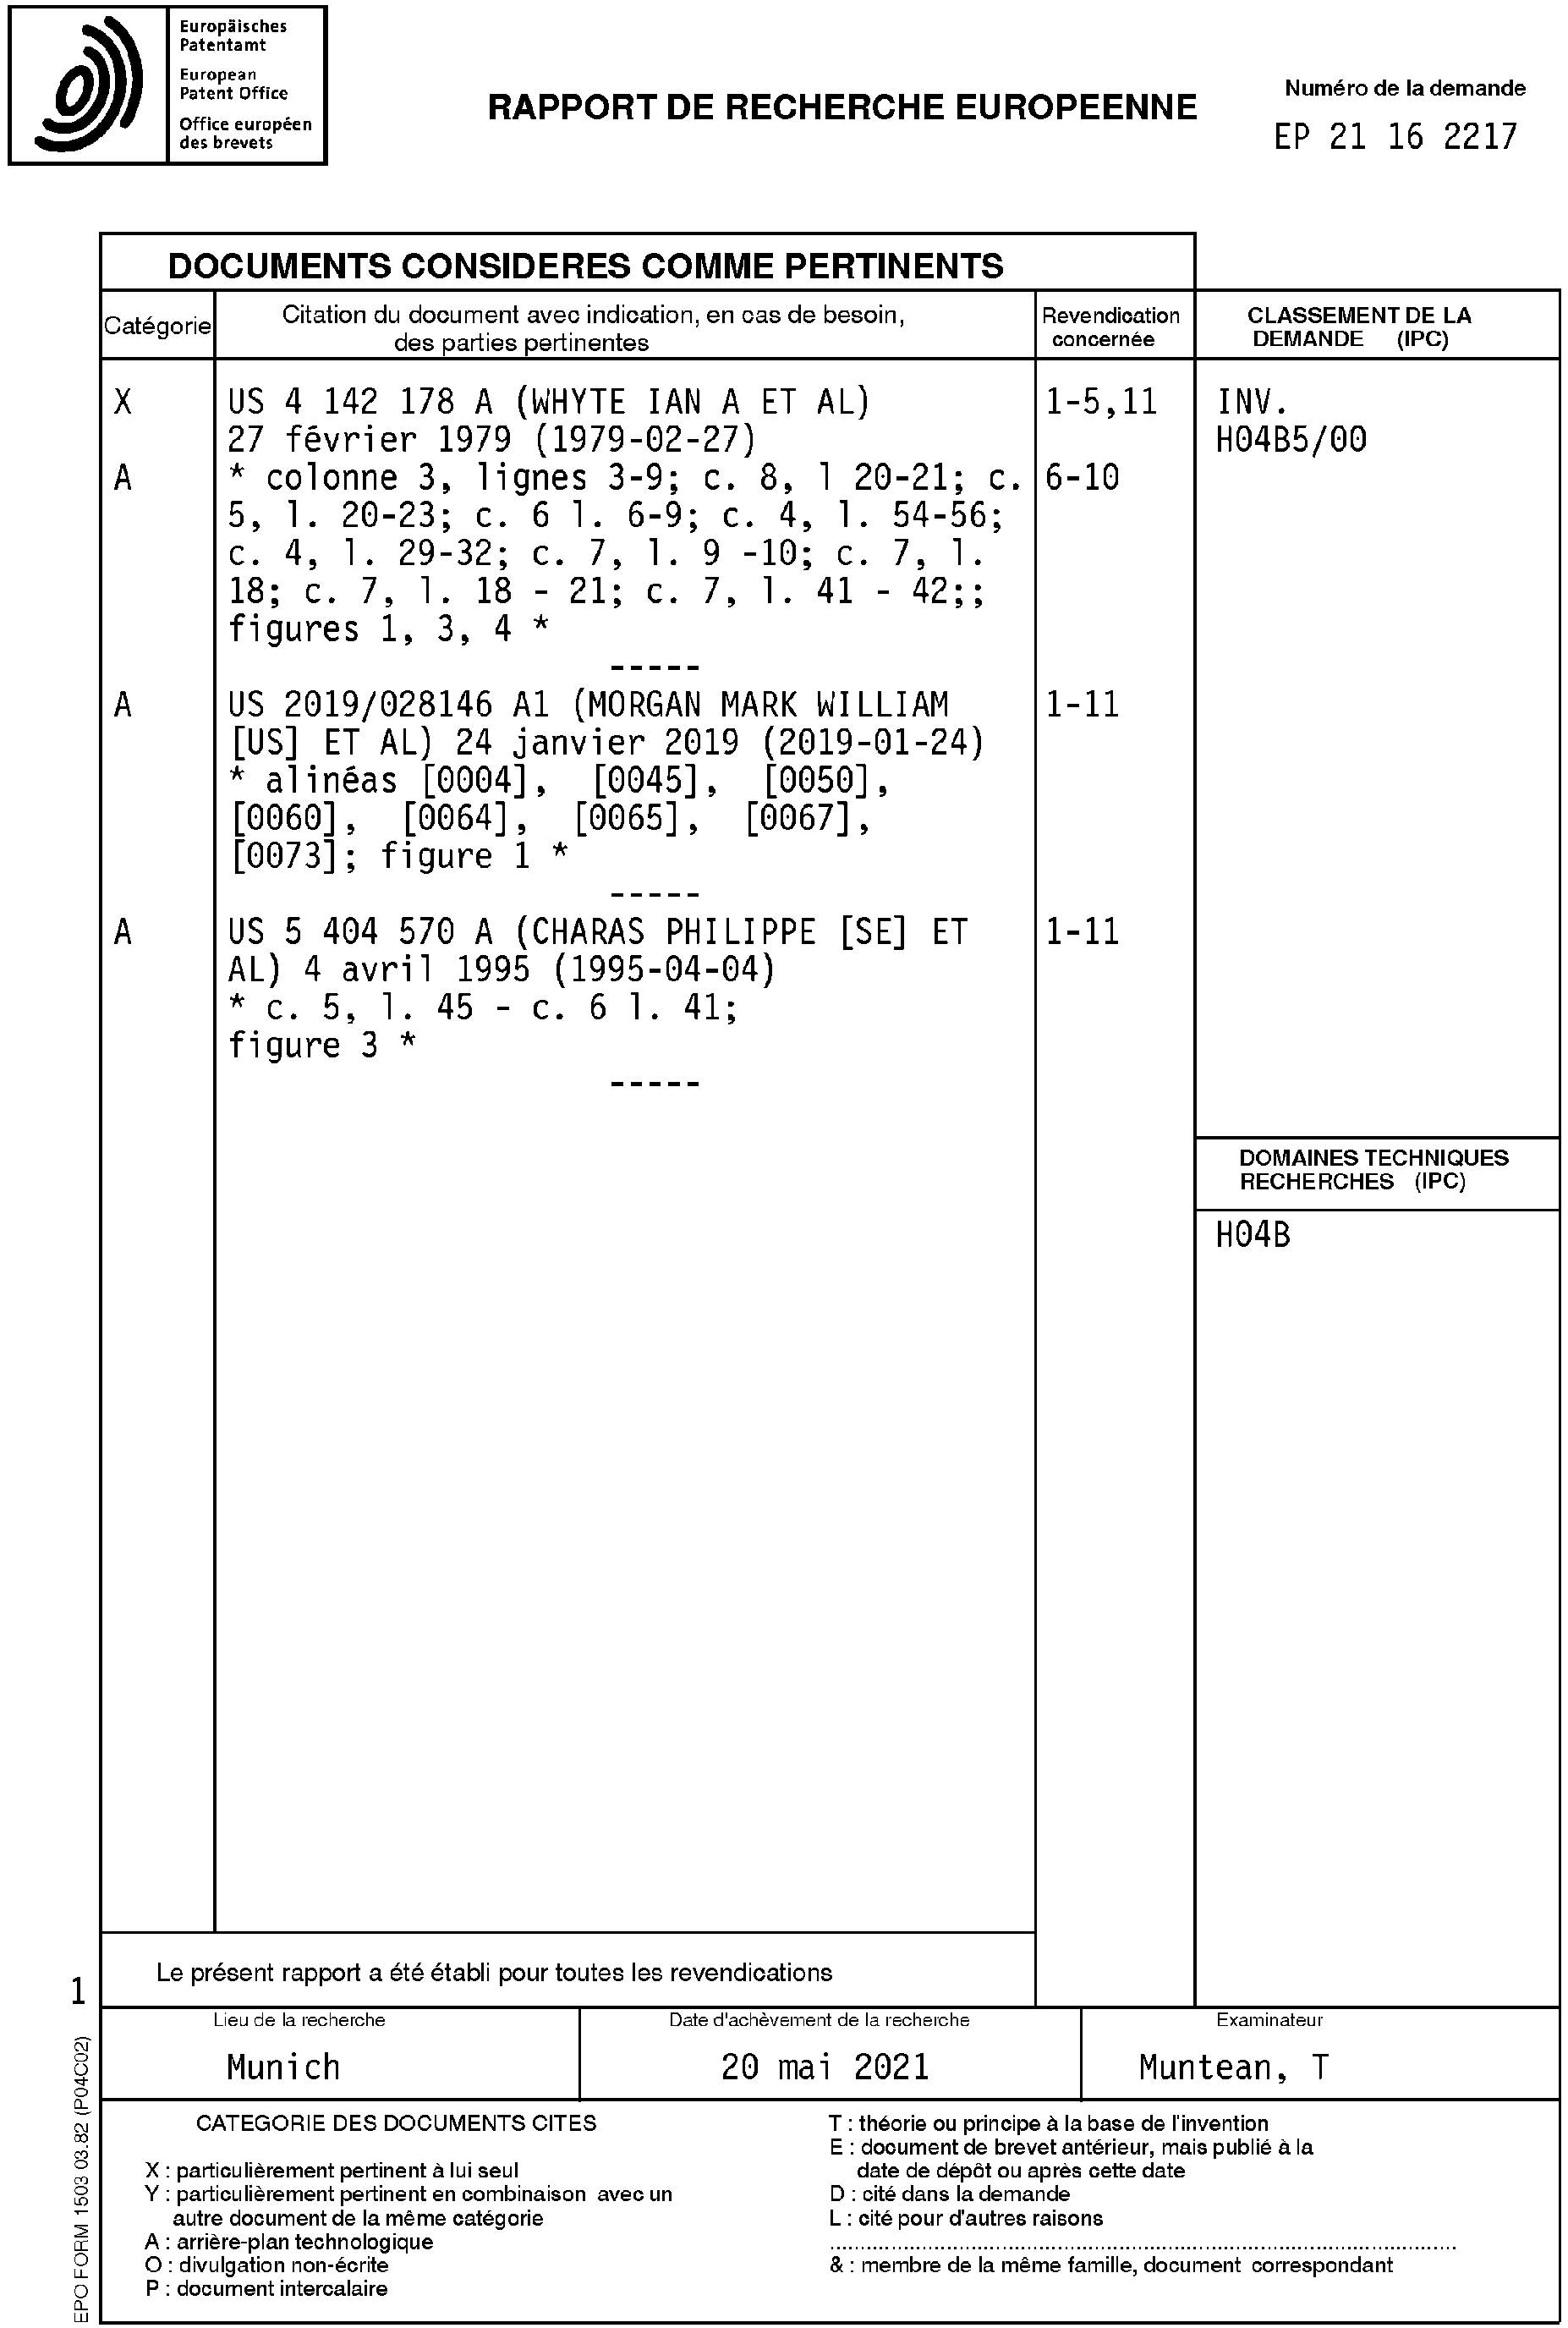 Europäisches
Patentamt
European
Patent Office
Office européen
des brevets
RAPPORT DE RECHERCHE EUROPEENNE
Numéro de la demande
EP 21 16 2217
DOCUMENTS CONSIDERES COMME PERTINENTS
Catégorie
Citation du document avec indication, en cas de besoin,
des parties pertinentes
Revendication
concernée
CLASSEMENT DE LA
DEMANDE (IPC)
X US 4 142 178 A (WHYTE IAN A ET AL) 1-5,11 INV.
27 février 1979 (1979-02-27) H04B5/00
A * colonne 3, lignes 3-9; c. 8, l 20-21; c. 6-10
5, l. 20-23; c. 6 l. 6-9; c. 4, l. 54-56;
c. 4, l. 29-32; c. 7, l. 9 -10; c. 7, l.
18; c. 7, l. 18 - 21; c. 7, l. 41 - 42;;
figures 1, 3, 4 *
-----
A US 2019/028146 A1 (MORGAN MARK WILLIAM 1-11
[US] ET AL) 24 janvier 2019 (2019-01-24)
* alinéas [0004], [0045], [0050],
[0060], [0064], [0065], [0067],
[0073]; figure 1 *
-----
A US 5 404 570 A (CHARAS PHILIPPE [SE] ET 1-11
AL) 4 avril 1995 (1995-04-04)
* c. 5, l. 45 - c. 6 l. 41;
figure 3 *
-----
DOMAINES TECHNIQUES
RECHERCHES (IPC)
H04B
Le présent rapport a été établi pour toutes les revendications
1
Lieu de la recherche
Munich
Date d'achèvement de la recherche
20 mai 2021
Examinateur
Muntean, T
CATEGORIE DES DOCUMENTS CITES
X : particulièrement pertinent à lui seul
Y : particulièrement pertinent en combinaison avec un
autre document de la même catégorie
A : arrière-plan technologique
O : divulgation non-écrite
P : document intercalaire
T : théorie ou principe à la base de l'invention
E : document de brevet antérieur, mais publié à la
date de dépôt ou après cette date
D : cité dans la demande
L : cité pour d'autres raisons
& : membre de la même famille, document correspondant
EPO FORM 1503 03.82 (P04C02)